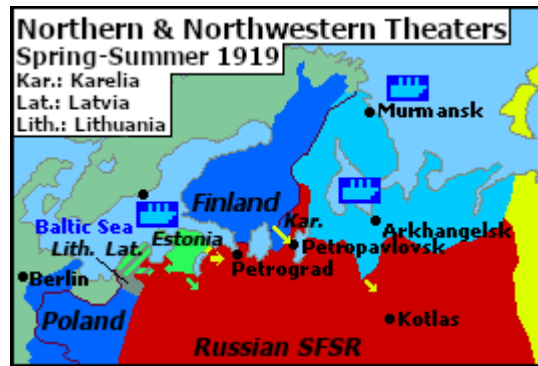 Northern & Northwestern Theaters
Spring-Summer 1919
Kar.: Karelia
Lat.: Latvia
Lith.: Lithuania
Murmansk
Finland
Kar.
Baltic Sea
Arkhangelsk
Estonia
Lith. Lat.
Petropavlovsk
Petrograd
Berlin
Poland
Kotlas
Russian SFSR